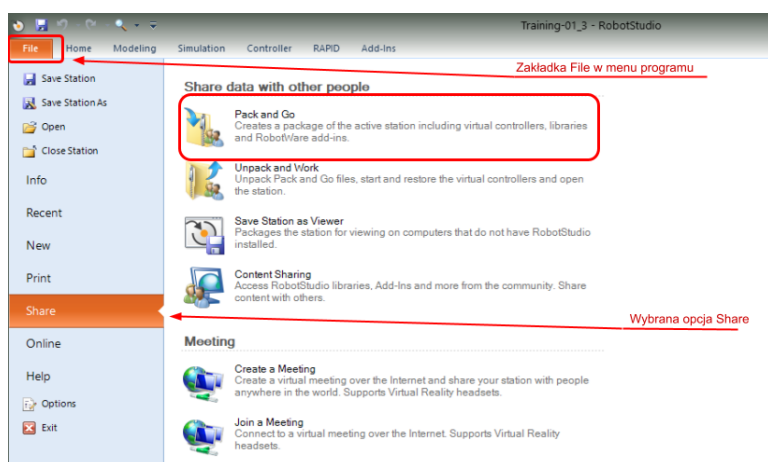 Training-01_3 - RobotStudio
File Home Modeling Simulation Controller RAPID Add-Ins
Zakładka File w menu programu
Save Station
Save Station As
Open
Close Station
Info
Recent
New
Print
Share
Online
Help
Options
Exit
Share data with other people
Pack and Go
Creates a package of the active station including virtual controllers, libraries
and RobotWare add-ins.
Unpack and Work
Unpack Pack and Go files, start and restore the virtual controllers and open
the station.
Save Station as Viewer
Packages the station for viewing on computers that do not have RobotStudio
installed.
Content Sharing
Access RobotStudio libraries, Add-Ins and more from the community. Share
content with others.
Wybrana opcja Share
Meeting
Create a Meeting
Create a virtual meeting over the Internet and share your station with people
anywhere in the world. Supports Virtual Reality headsets.
Join a Meeting
Connect to a virtual meeting over the Internet. Supports Virtual Reality
headsets.